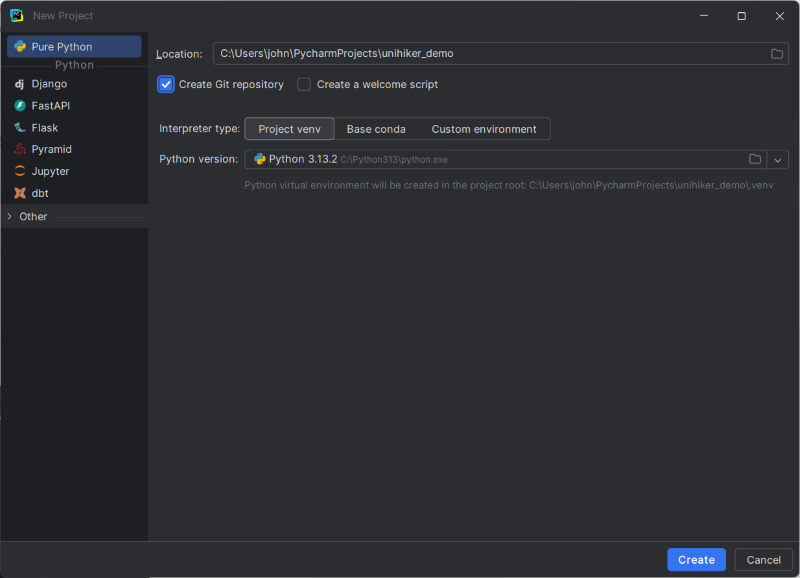 New Project
Pure Python
Python
dj Django
FastAPI
Flask
Pyramid
Jupyter
dbt
Other
Location: C:\Users\john\PycharmProjects\unihiker_demo
Create Git repository Create a welcome script
Interpreter type: Project venv Base conda Custom environment
Python version: Python 3.13.2 C:\Python313\python.exe
Python virtual environment will be created in the project root: C:\Users\john\PycharmProjects\unihiker_demo\.venv
Create Cancel